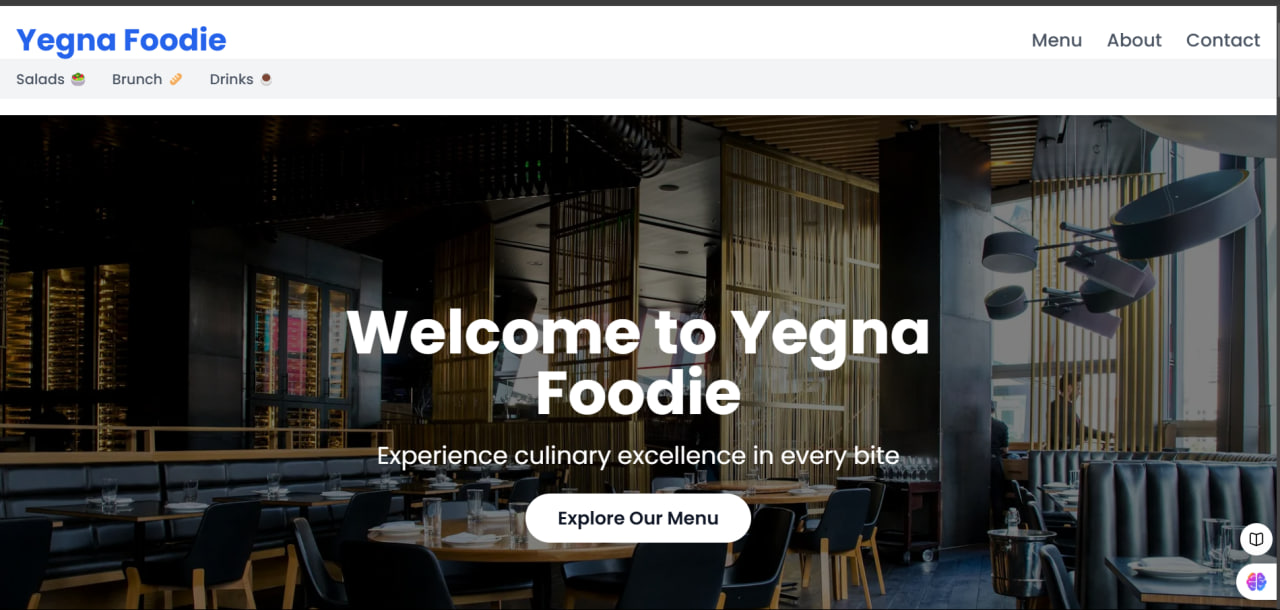 Yegna Foodie
Menu About Contact
Salads 🥗 Brunch 🥖 Drinks ☕
Welcome to Yegna
Foodie
Experience culinary excellence in every bite
Explore Our Menu